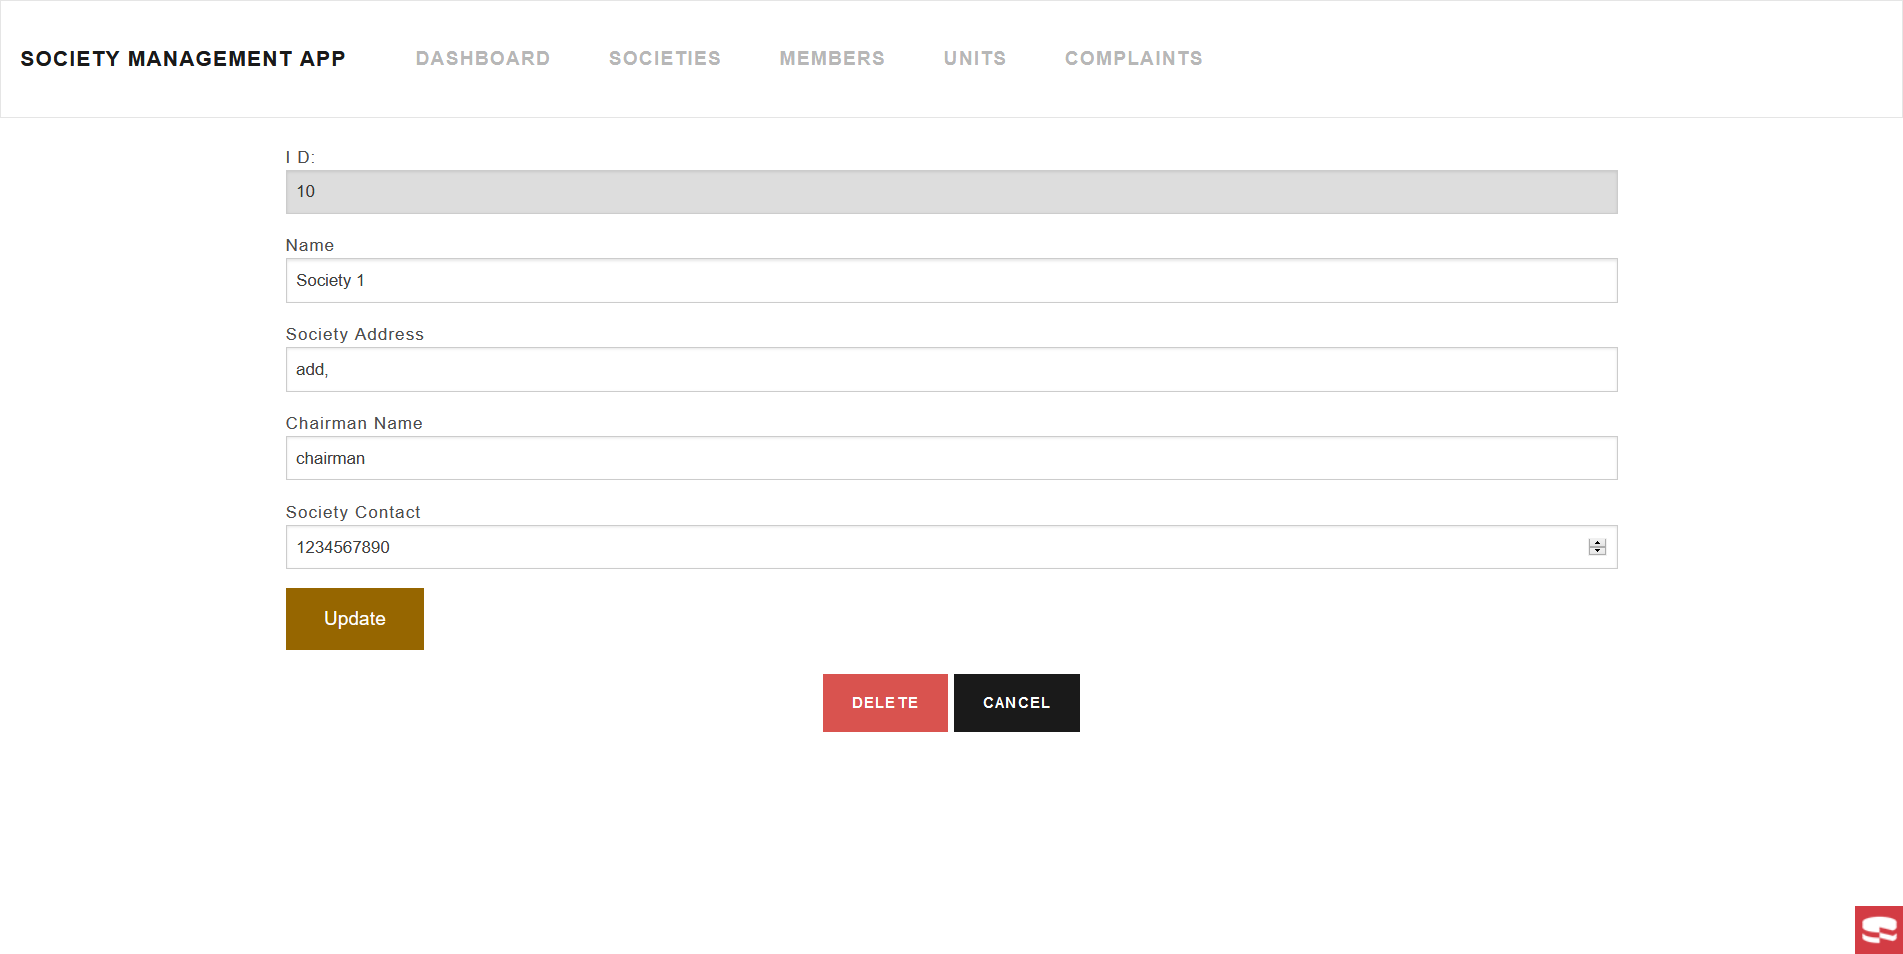 SOCIETY MANAGEMENT APP DASHBOARD SOCIETIES MEMBERS UNITS COMPLAINTS
I D:
10
Name
Society 1
Society Address
add,
Chairman Name
chairman
Society Contact
1234567890
Update
DELETE CANCEL